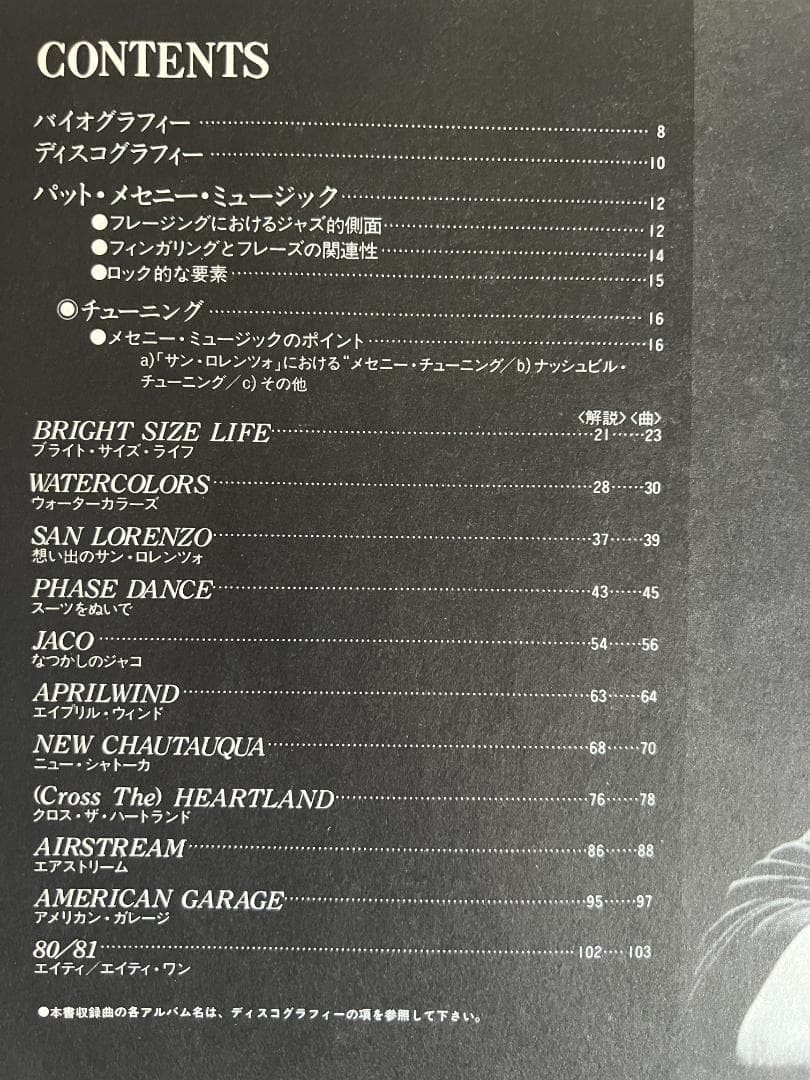 CONTENTS
バイオグラフィー……………………………………8
ディスコグラフィー……………………………………10
パット・メセニー・ミュージック……………………………………12
●フレージングにおけるジャズ的側面……………………………………12
●フィンガリングとフレーズの関連性……………………………………14
●ロック的な要素……………………………………15
◉チューニング……………………………………16
●メセニー・ミュージックのポイント……………………………………16
a)「サン・ロレンツォ」における“メセニー・チューニング/b)ナッシュビル・
チューニング/c)その他
〈解説〉〈曲〉
BRIGHT SIZE LIFE……………………………………21……23
ブライト・サイズ・ライフ
WATERCOLORS……………………………………28……30
ウォーターカラーズ
SAN LORENZO……………………………………37……39
想い出のサン・ロレンツォ
PHASE DANCE……………………………………43……45
スーツをぬいで
JACO……………………………………54……56
なつかしのジャコ
APRILWIND……………………………………63……64
エイプリル・ウィンド
NEW CHAUTAUQUA……………………………………68……70
ニュー・シャトーカ
(Cross The) HEARTLAND……………………………………76……78
クロス・ザ・ハートランド
AIRSTREAM……………………………………86……88
エアストリーム
AMERICAN GARAGE……………………………………95……97
アメリカン・ガレージ
80/81……………………………………102……103
エイティ/エイティ・ワン
●本書収録曲の各アルバム名は、ディスコグラフィーの項を参照して下さい。